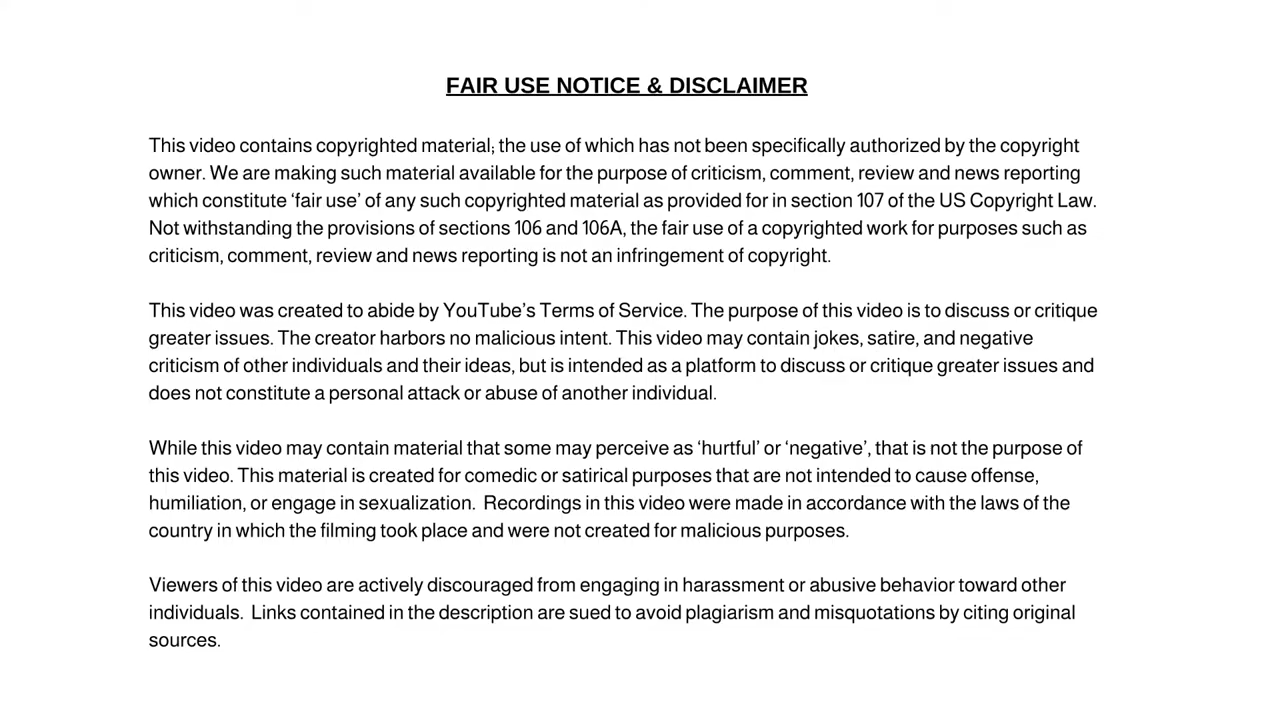 FAIR USE NOTICE & DISCLAIMER
This video contains copyrighted material; the use of which has not been specifically authorized by the copyright
owner. We are making such material available for the purpose of criticism, comment, review and news reporting
which constitute ‘fair use’ of any such copyrighted material as provided for in section 107 of the US Copyright Law.
Not withstanding the provisions of sections 106 and 106A, the fair use of a copyrighted work for purposes such as
criticism, comment, review and news reporting is not an infringement of copyright.
This video was created to abide by YouTube’s Terms of Service. The purpose of this video is to discuss or critique
greater issues. The creator harbors no malicious intent. This video may contain jokes, satire, and negative
criticism of other individuals and their ideas, but is intended as a platform to discuss or critique greater issues and
does not constitute a personal attack or abuse of another individual.
While this video may contain material that some may perceive as ‘hurtful’ or ‘negative’, that is not the purpose of
this video. This material is created for comedic or satirical purposes that are not intended to cause offense,
humiliation, or engage in sexualization. Recordings in this video were made in accordance with the laws of the
country in which the filming took place and were not created for malicious purposes.
Viewers of this video are actively discouraged from engaging in harassment or abusive behavior toward other
individuals. Links contained in the description are sued to avoid plagiarism and misquotations by citing original
sources.